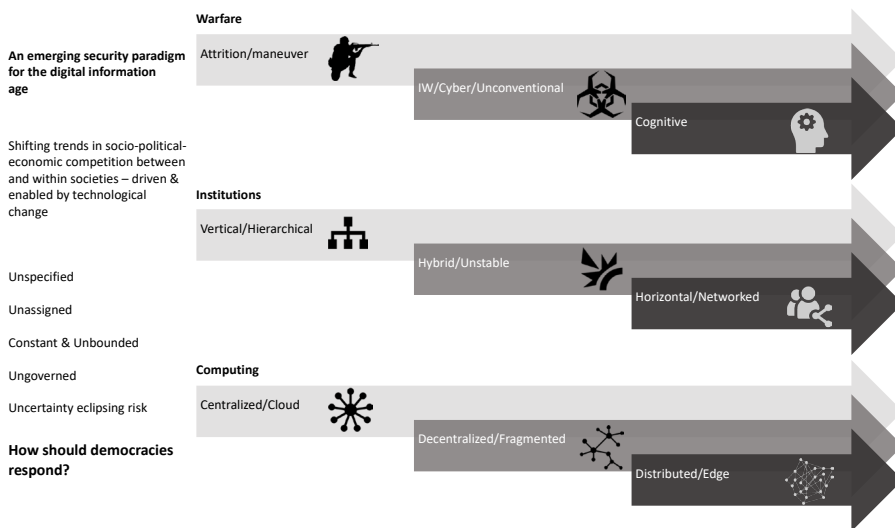 An emerging security paradigm
for the digital information
age
Shifting trends in socio-political-
economic competition between
and within societies – driven &
enabled by technological
change
Unspecified
Unassigned
Constant & Unbounded
Ungoverned
Uncertainty eclipsing risk
How should democracies
respond?
Warfare
Attrition/maneuver
IW/Cyber/Unconventional
Cognitive
Institutions
Vertical/Hierarchical
Hybrid/Unstable
Horizontal/Networked
Computing
Centralized/Cloud
Decentralized/Fragmented
Distributed/Edge